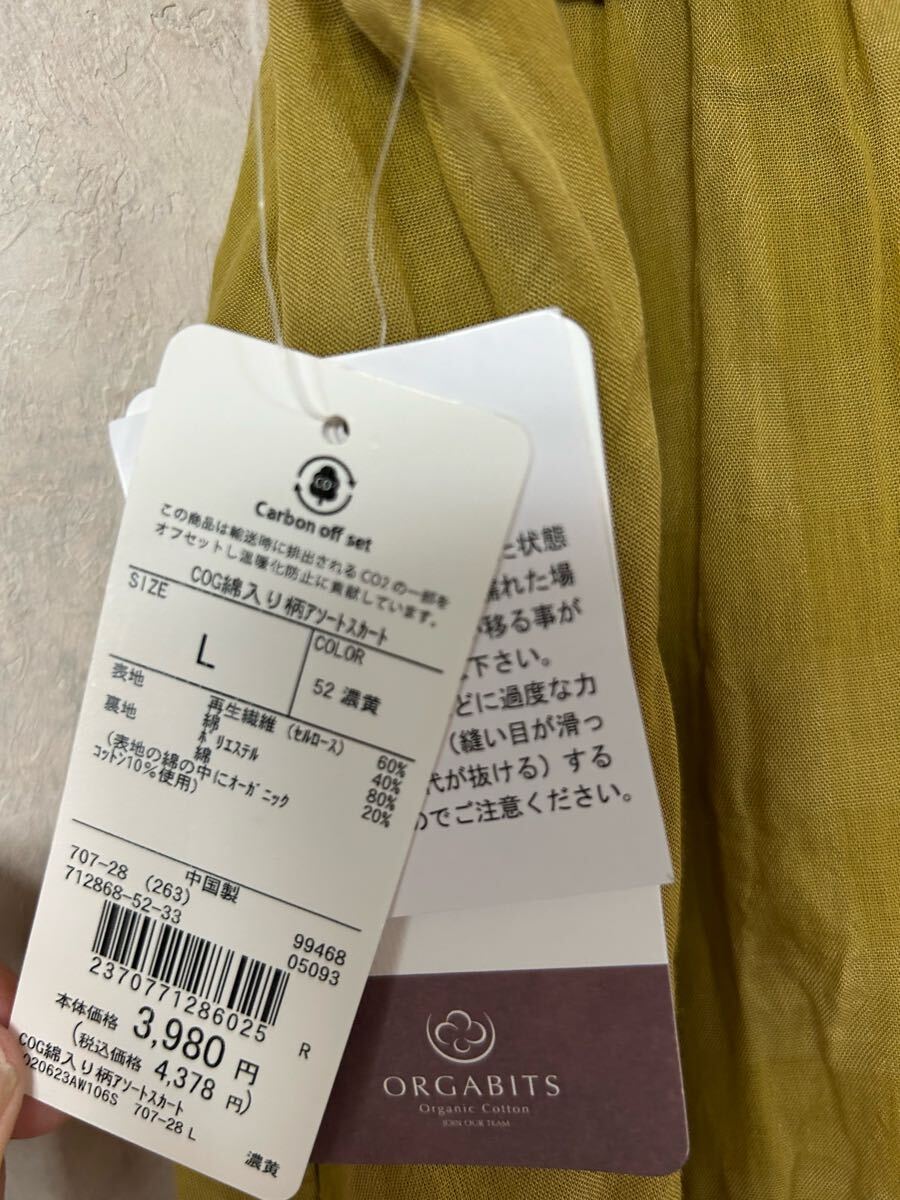 CO2
Carbon off set
この商品は輸送時に排出されるCO2の一部を
オフセットし温暖化防止に貢献しています。
COG綿入り柄アソートスカート
SIZE
L
COLOR
52 濃黄
表地 再生繊維(セルロース) 60%
綿 40%
裏地 ポリエステル 80%
綿 20%
(表地の綿の中にオーガニック
コットン10%使用)
中国製
707-28 (263)
712868-52-33
99468
05093
2370771286025
R
本体価格 3,980 円
(税込価格 4,378 円)
COG綿入り柄アソートスカート
020623AW106S 707-28 L
濃黄
た状態
濡れた場
移る事が
下さい。
どに過度な力
(縫い目が滑っ
代が抜ける)する
のでご注意ください。
ORGABITS
Organic Cotton
JOIN OUR TEAM